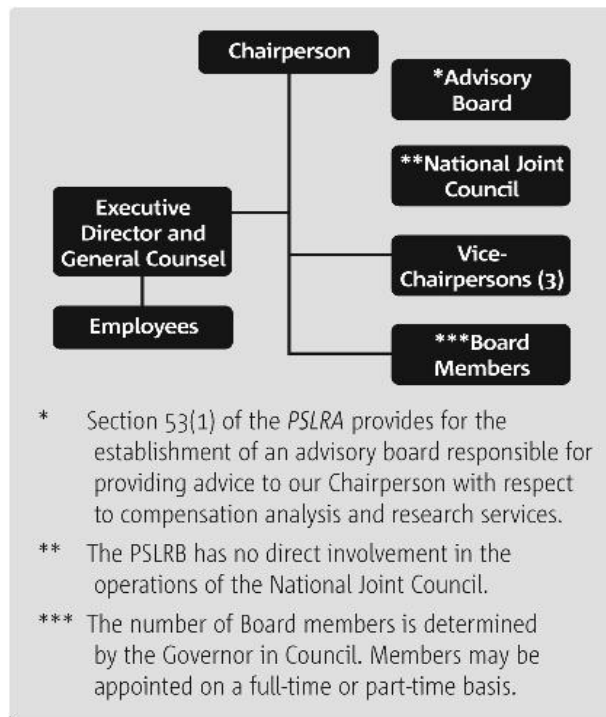 Chairperson
*Advisory
Board
**National Joint
Council
Executive
Director and
General Counsel
Vice-
Chairpersons (3)
Employees
***Board
Members
* Section 53(1) of the PSLRA provides for the
establishment of an advisory board responsible for
providing advice to our Chairperson with respect
to compensation analysis and research services.
** The PSLRB has no direct involvement in the
operations of the National Joint Council.
*** The number of Board members is determined
by the Governor in Council. Members may be
appointed on a full-time or part-time basis.